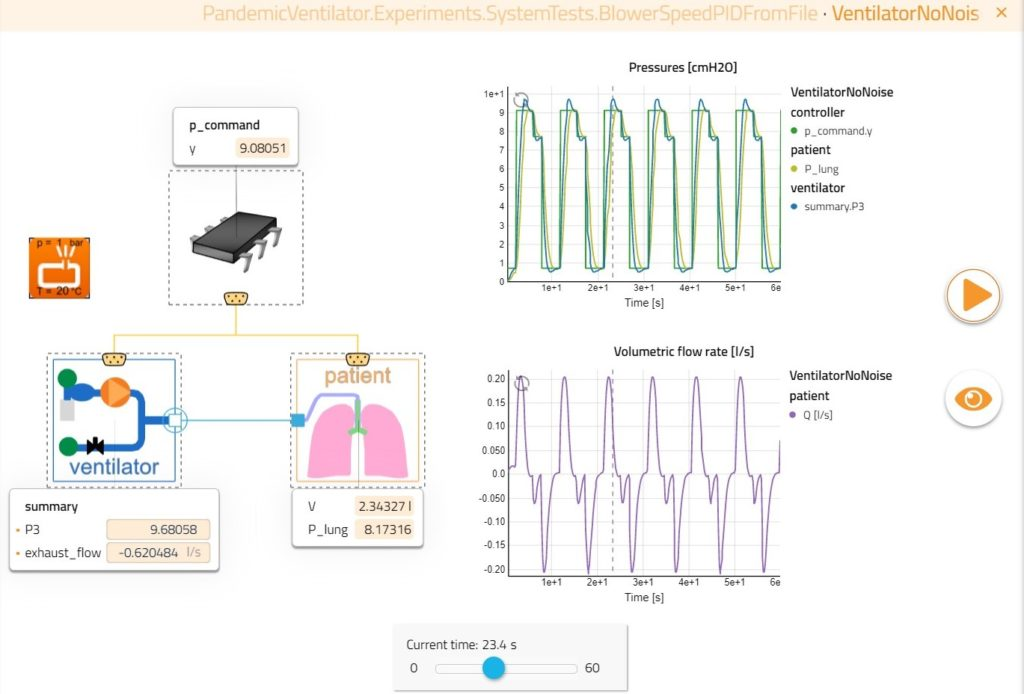 PandemicVentilator.Experiments.SystemTests.BlowerSpeedPIDFromFile · VentilatorNoNois ×
p_command
y 9.08051
p = 1 bar
T = 20 °C
ventilator
patient
summary
P3 9.68058
exhaust_flow -0.620484 l/s
V 2.34327 l
P_lung 8.17316
Pressures [cmH2O]
1e+1
9
8
7
6
5
4
3
2
1
0
1e+1 2e+1 3e+1 4e+1 5e+1 6e
Time [s]
VentilatorNoNoise
controller
p_command.y
patient
P_lung
ventilator
summary.P3
Volumetric flow rate [l/s]
0.20
0.15
0.10
0.050
0.0
-0.050
-0.10
-0.15
-0.20
1e+1 2e+1 3e+1 4e+1 5e+1 6e
Time [s]
VentilatorNoNoise
patient
Q [l/s]
Current time: 23.4 s
0 60